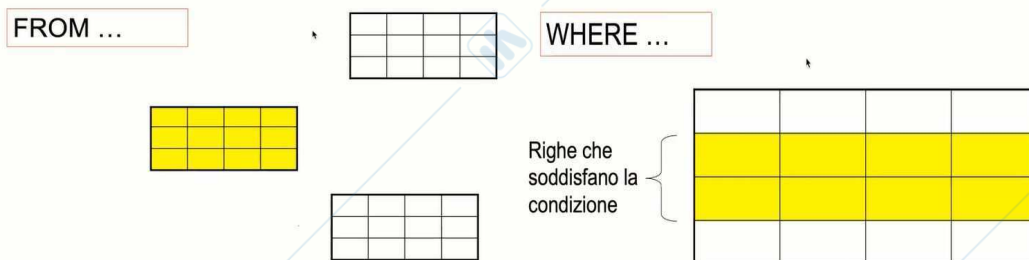 FROM ...
WHERE ...
Righe che
soddisfano la
condizione